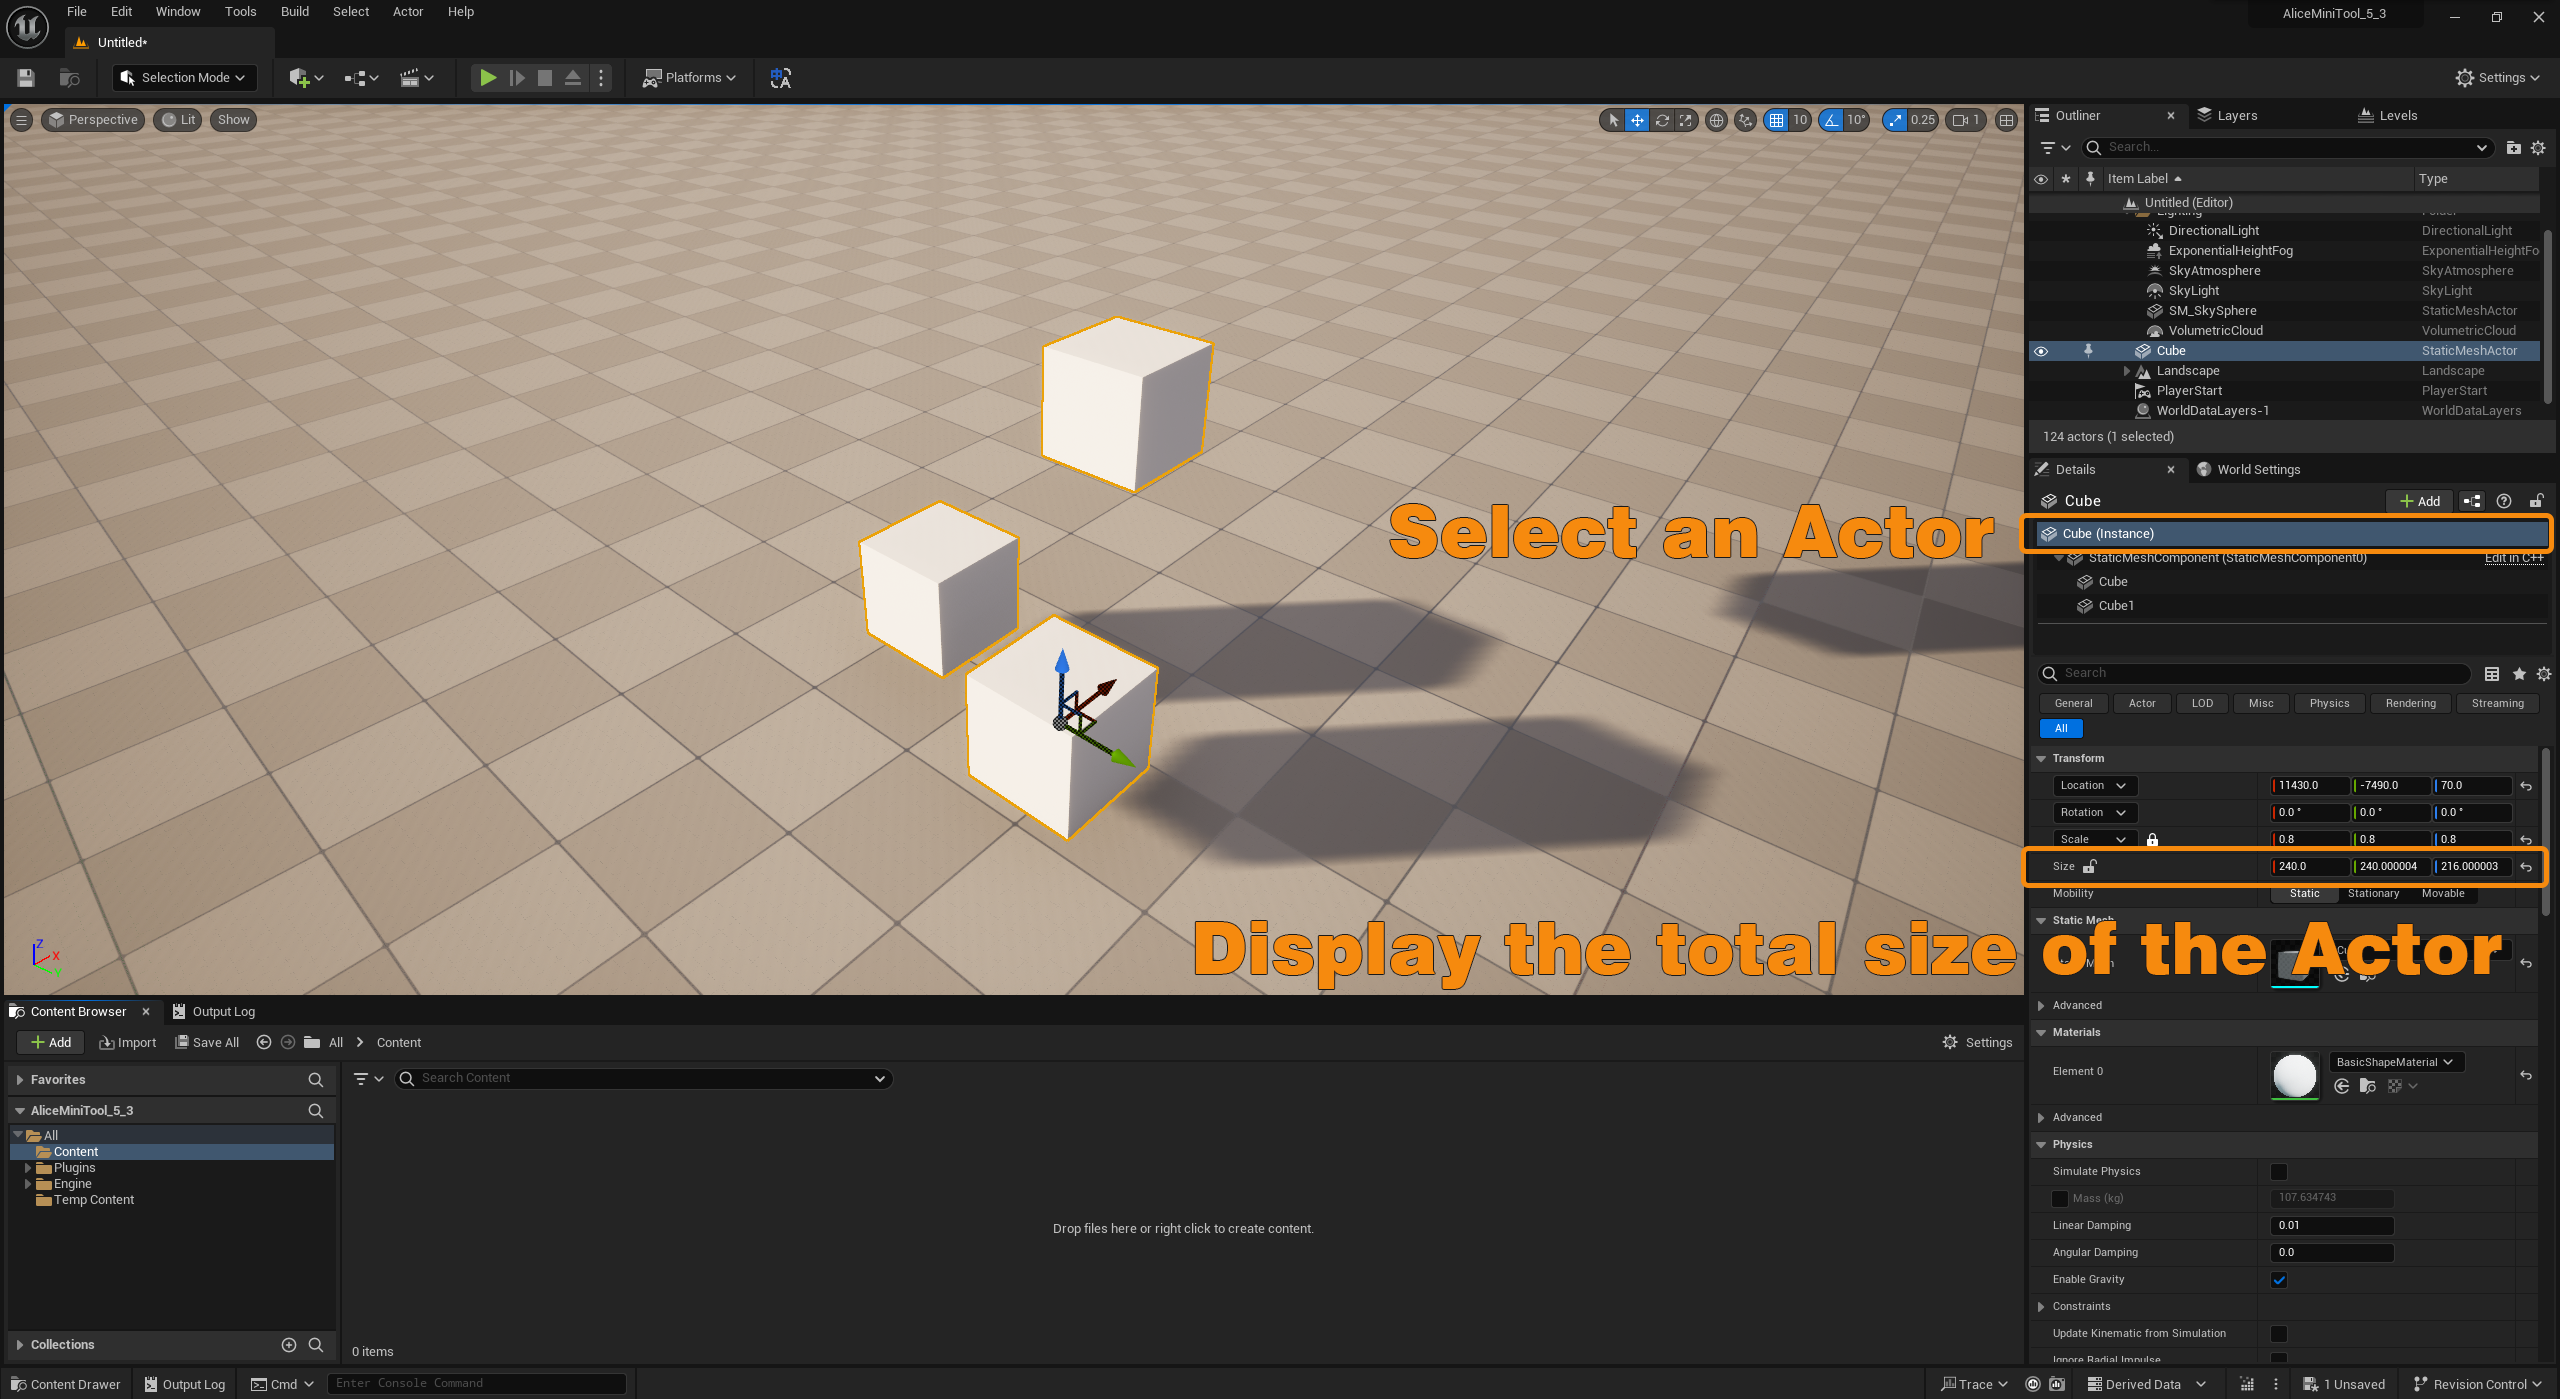 File Edit Window Tools Build Select Actor Help
AliceMiniTool_5_3
Untitled*
Selection Mode
Platforms
Settings
Perspective Lit Show
10 10° 0.25 1
Select an Actor
Display the total size of the Actor
Z X Y
Outliner Layers Levels
Search...
Item Label Type
Untitled (Editor)
Lighting Folder
DirectionalLight DirectionalLight
ExponentialHeightFog ExponentialHeightFo
SkyAtmosphere SkyAtmosphere
SkyLight SkyLight
SM_SkySphere StaticMeshActor
VolumetricCloud VolumetricCloud
Cube StaticMeshActor
Landscape Landscape
PlayerStart PlayerStart
WorldDataLayers-1 WorldDataLayers
124 actors (1 selected)
Details World Settings
Cube Add
Cube (Instance)
StaticMeshComponent (StaticMeshComponent0) Edit in C++
Cube
Cube1
Search
General Actor LOD Misc Physics Rendering Streaming
All
Transform
Location 11430.0 -7490.0 70.0
Rotation 0.0 ° 0.0 ° 0.0 °
Scale 0.8 0.8 0.8
Size 240.0 240.000004 216.000003
Mobility Static Stationary Movable
Static Mesh
Advanced
Materials
Element 0 BasicShapeMaterial
Advanced
Physics
Simulate Physics
Mass (kg) 107.634743
Linear Damping 0.01
Angular Damping 0.0
Enable Gravity
Constraints
Update Kinematic from Simulation
Ignore Radial Impulse
Content Browser Output Log
Add Import Save All All Content Settings
Favorites
Search Content
AliceMiniTool_5_3
All
Content
Plugins
Engine
Temp Content
Drop files here or right click to create content.
Collections
0 items
Content Drawer Output Log Cmd Enter Console Command
Trace Derived Data 1 Unsaved Revision Control